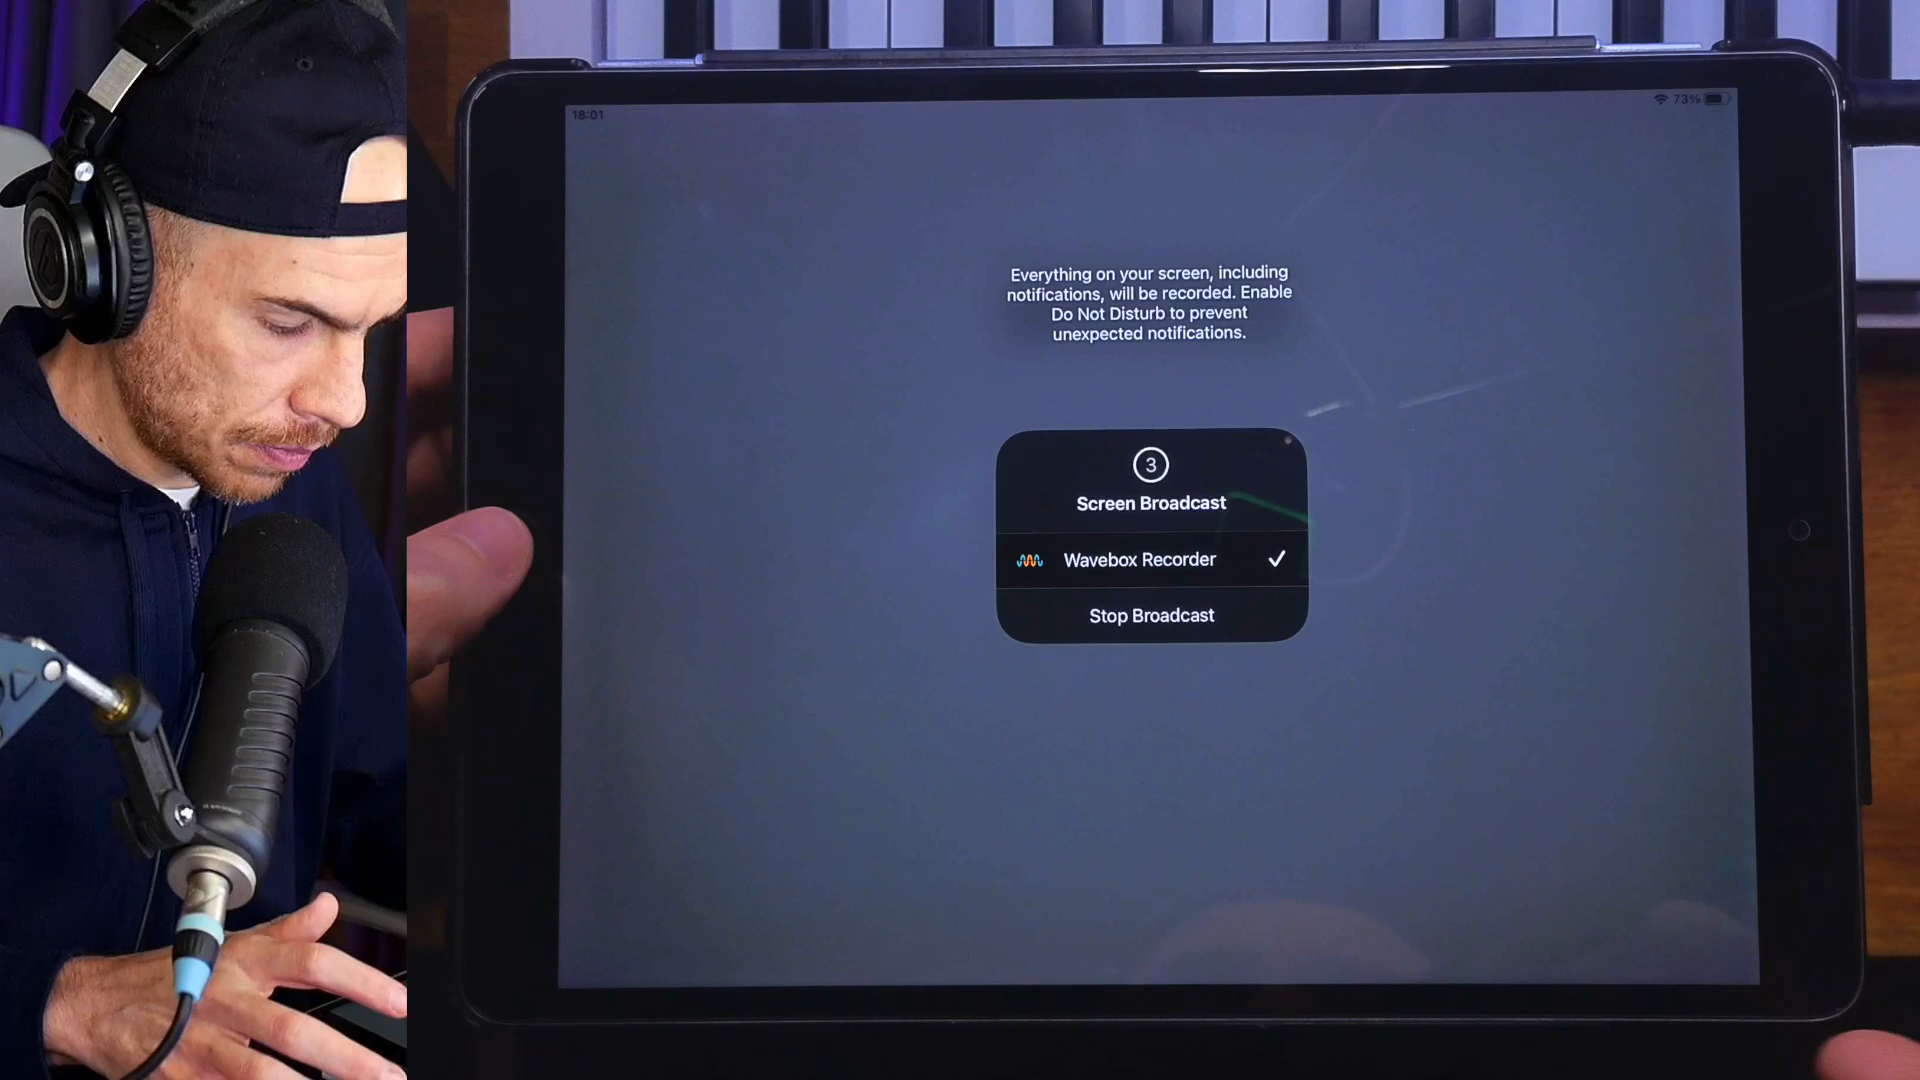 18:01
73%
Everything on your screen, including
notifications, will be recorded. Enable
Do Not Disturb to prevent
unexpected notifications.
3
Screen Broadcast
Wavebox Recorder
Stop Broadcast